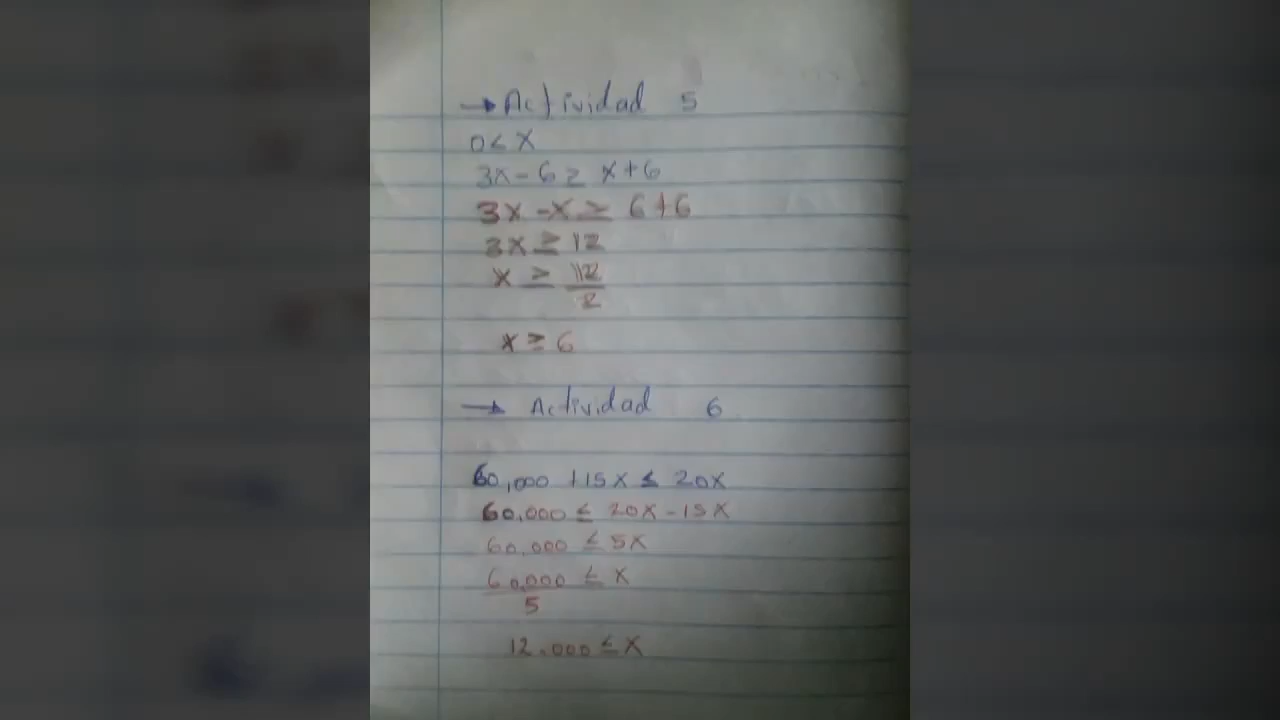 → Actividad 5
0 < x
3x - 6 ≥ x + 6
3x - x ≥ 6 + 6
3x ≥ 12
x ≥ 12
2
x ≥ 6
→ Actividad 6
60,000 + 15x ≤ 20x
60,000 ≤ 20x - 15x
60,000 ≤ 5x
60,000 ≤ x
5
12,000 ≤ x